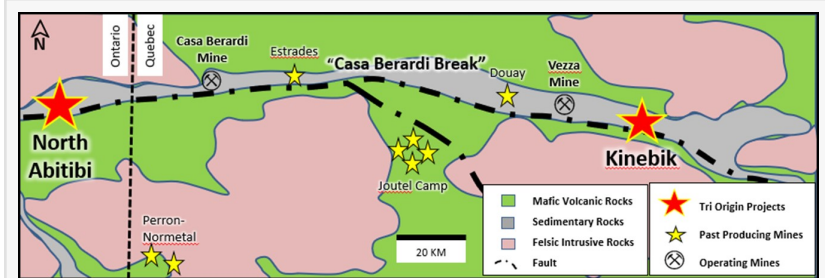 N
Ontario
Quebec
Casa Berardi
Mine
Estrades
"Casa Berardi Break"
Douay
Vezza
Mine
North
Abitibi
Kinebik
Joutel Camp
Perron-
Normetal
20 KM
Mafic Volcanic Rocks
Sedimentary Rocks
Felsic Intrusive Rocks
Fault
Tri Origin Projects
Past Producing Mines
Operating Mines